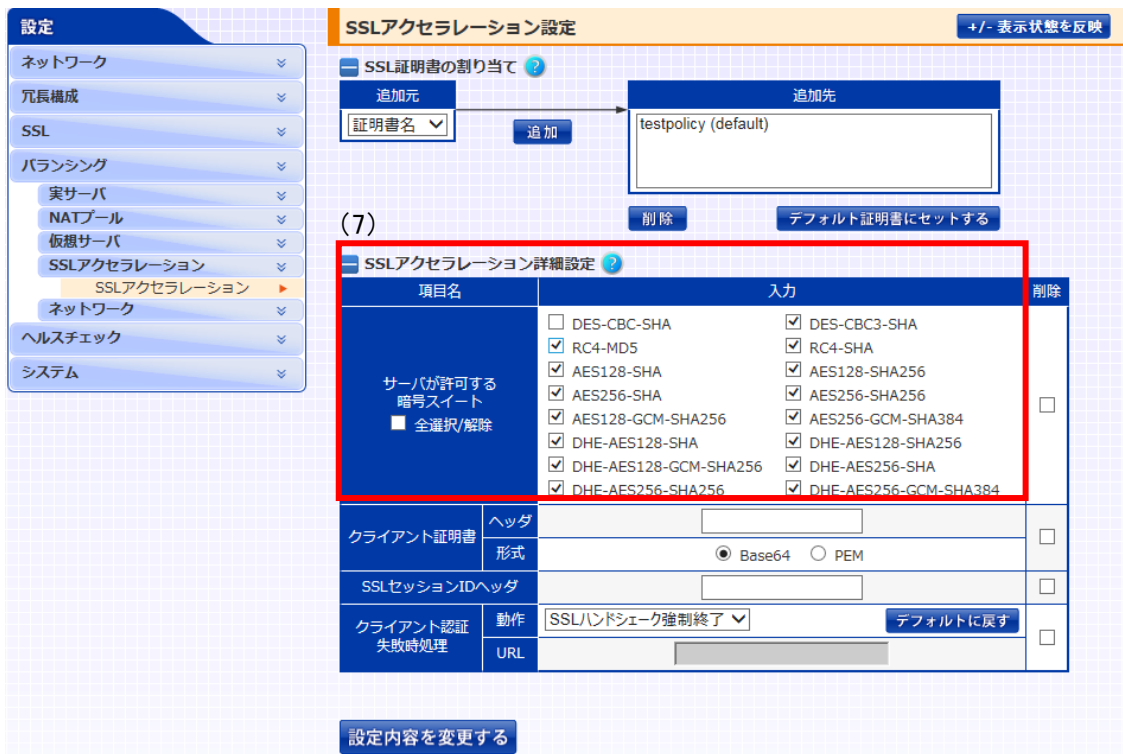 設定
ネットワーク
冗長構成
SSL
バランシング
実サーバ
NATプール
仮想サーバ
SSLアクセラレーション
SSLアクセラレーション
ネットワーク
ヘルスチェック
システム
SSLアクセラレーション設定
+/- 表示状態を反映
SSL証明書の割り当て ?
追加元
追加先
証明書名
追加
testpolicy (default)
削除
デフォルト証明書にセットする
(7)
SSLアクセラレーション詳細設定 ?
項目名 入力 削除
サーバが許可する
暗号スイート
全選択/解除
DES-CBC-SHA DES-CBC3-SHA
RC4-MD5 RC4-SHA
AES128-SHA AES128-SHA256
AES256-SHA AES256-SHA256
AES128-GCM-SHA256 AES256-GCM-SHA384
DHE-AES128-SHA DHE-AES128-SHA256
DHE-AES128-GCM-SHA256 DHE-AES256-SHA
DHE-AES256-SHA256 DHE-AES256-GCM-SHA384
クライアント証明書
ヘッダ
形式
Base64 PEM
SSLセッションIDヘッダ
クライアント認証
失敗時処理
動作
SSLハンドシェーク強制終了
デフォルトに戻す
URL
設定内容を変更する